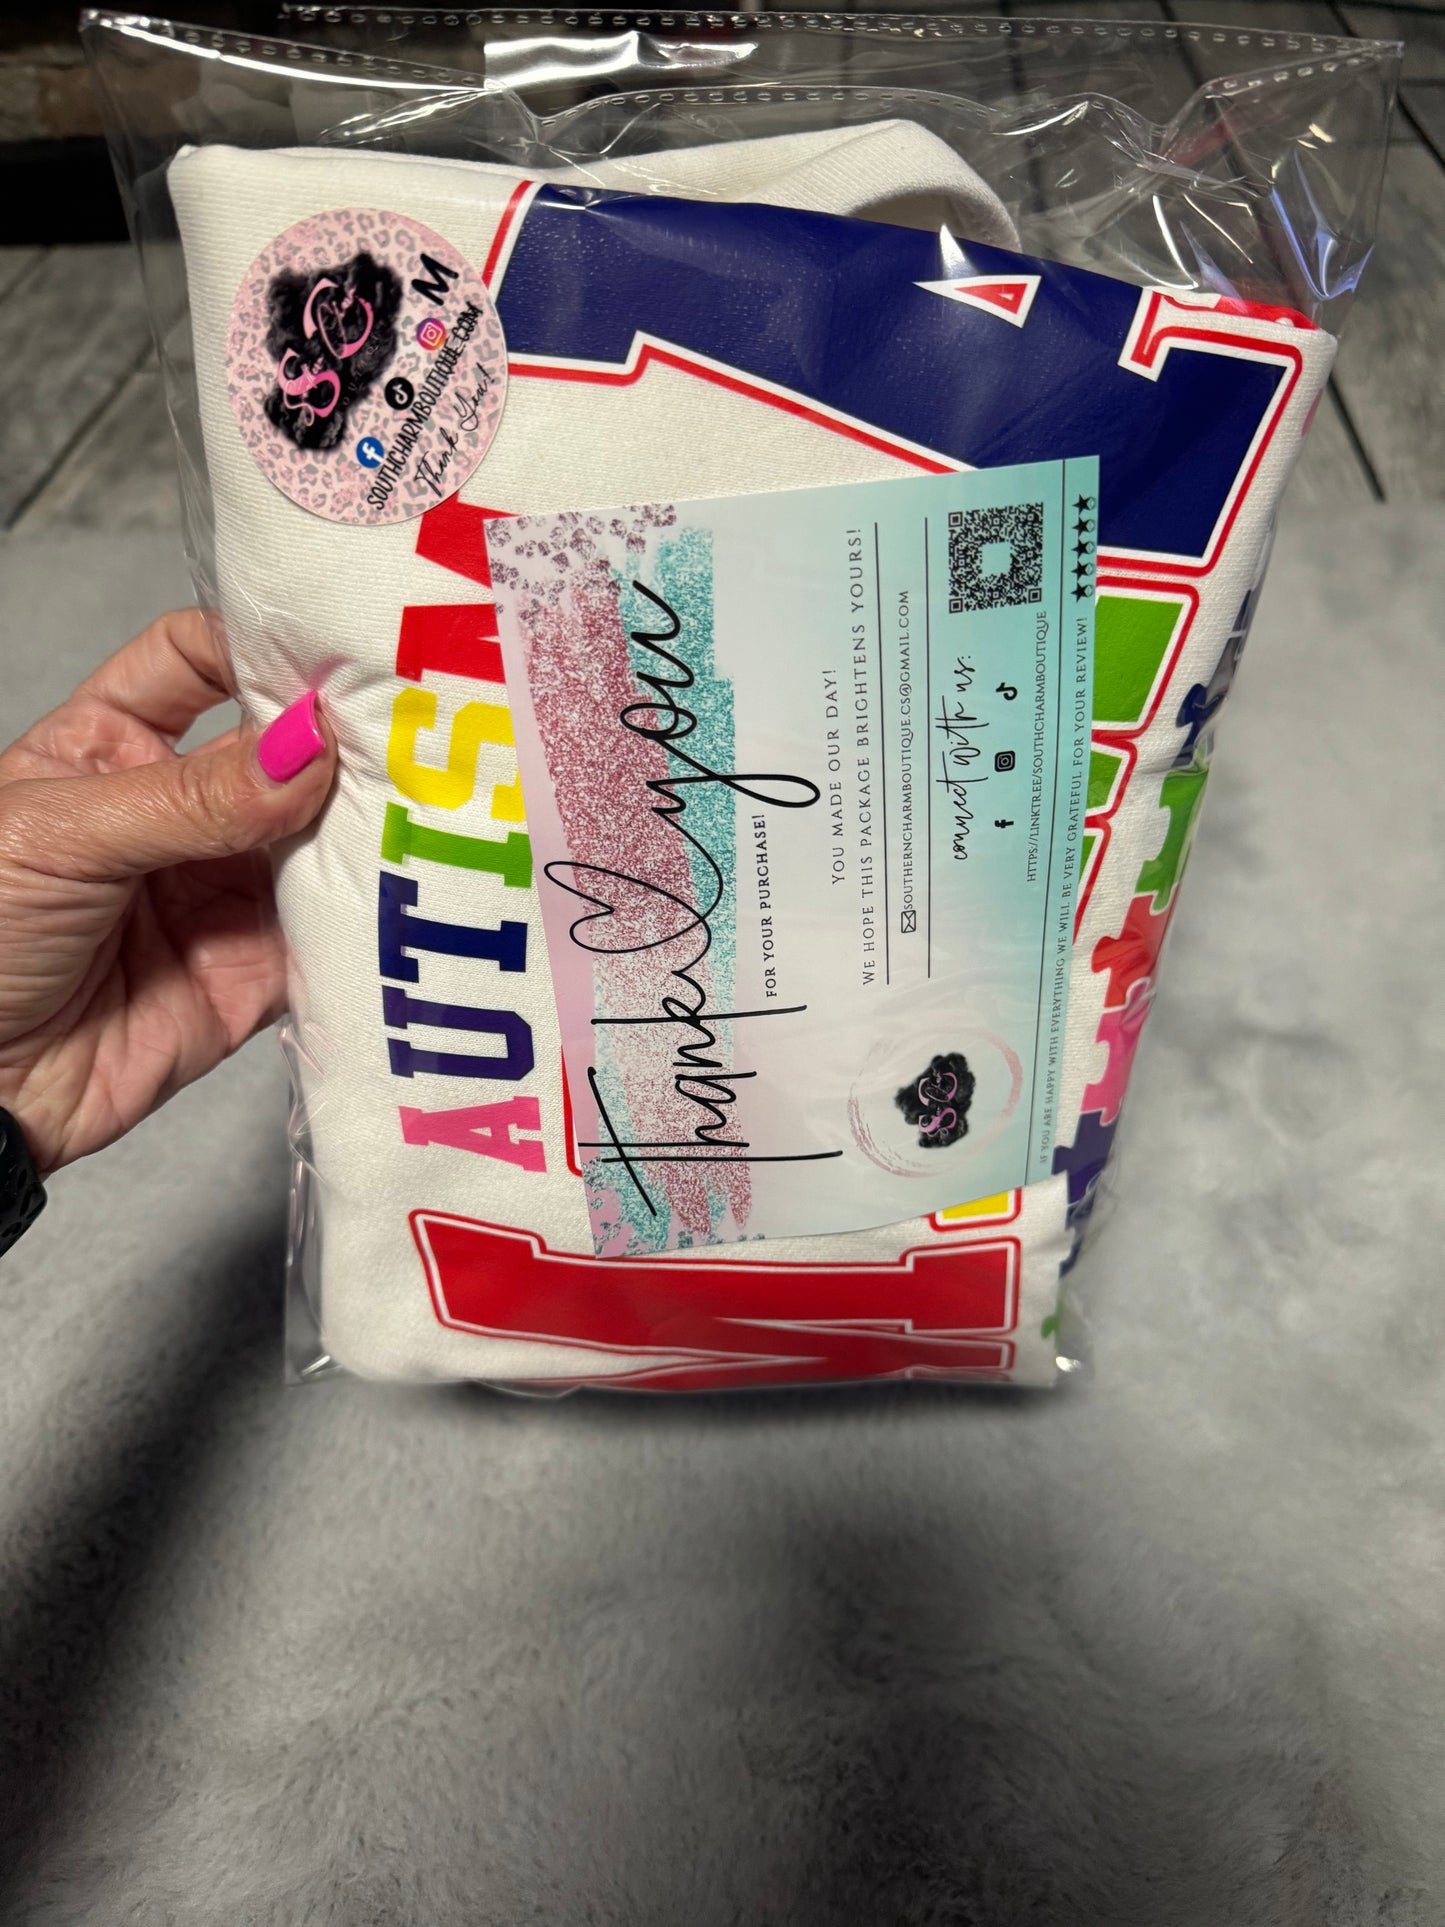 M
SOUTHCHARMBOUTIQUE.COM
Thank You!
AUTISM
Thank you
FOR YOUR PURCHASE!
YOU MADE OUR DAY!
WE HOPE THIS PACKAGE BRIGHTENS YOURS!
SOUTHERNCHARMBOUTIQUE.CS@GMAIL.COM
connect with us:
HTTPS://LINKTREE/SOUTHCHARMBOUTIQUE
IF YOU ARE HAPPY WITH EVERYTHING WE WILL BE VERY GRATEFUL FOR YOUR REVIEW!